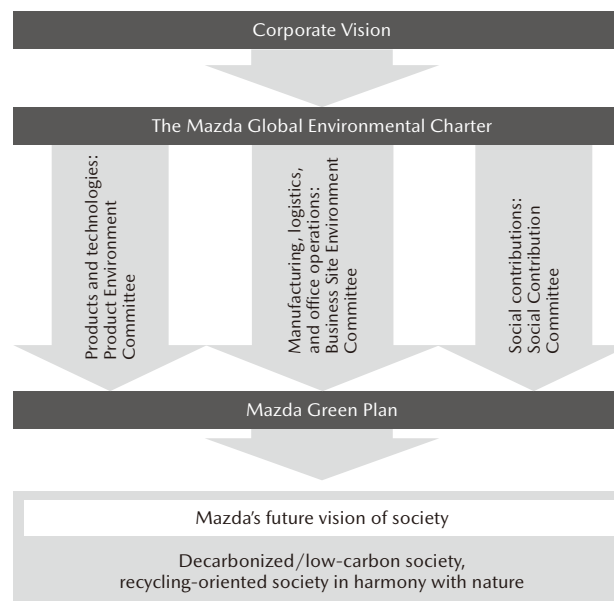 Corporate Vision
The Mazda Global Environmental Charter
Products and technologies:
Product Environment
Committee
Manufacturing, logistics,
and office operations:
Business Site Environment
Committee
Social contributions:
Social Contribution
Committee
Mazda Green Plan
Mazda's future vision of society
Decarbonized/low-carbon society,
recycling-oriented society in harmony with nature